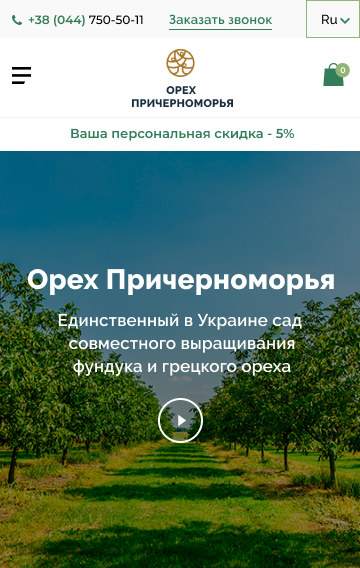 +38 (044) 750-50-11 Заказать звонок Ru
0
ОРЕХ
ПРИЧЕРНОМОРЬЯ
Ваша персональная скидка - 5%
Орех Причерноморья
Единственный в Украине сад
совместного выращивания
фундука и грецкого ореха